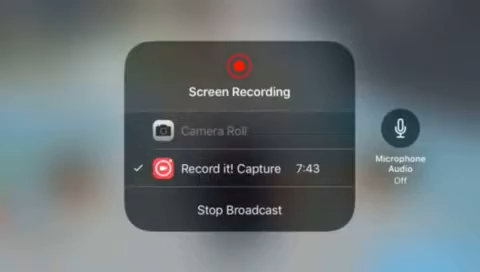 Screen Recording
Camera Roll
Record it! Capture 7:43
Stop Broadcast
Microphone
Audio
Off